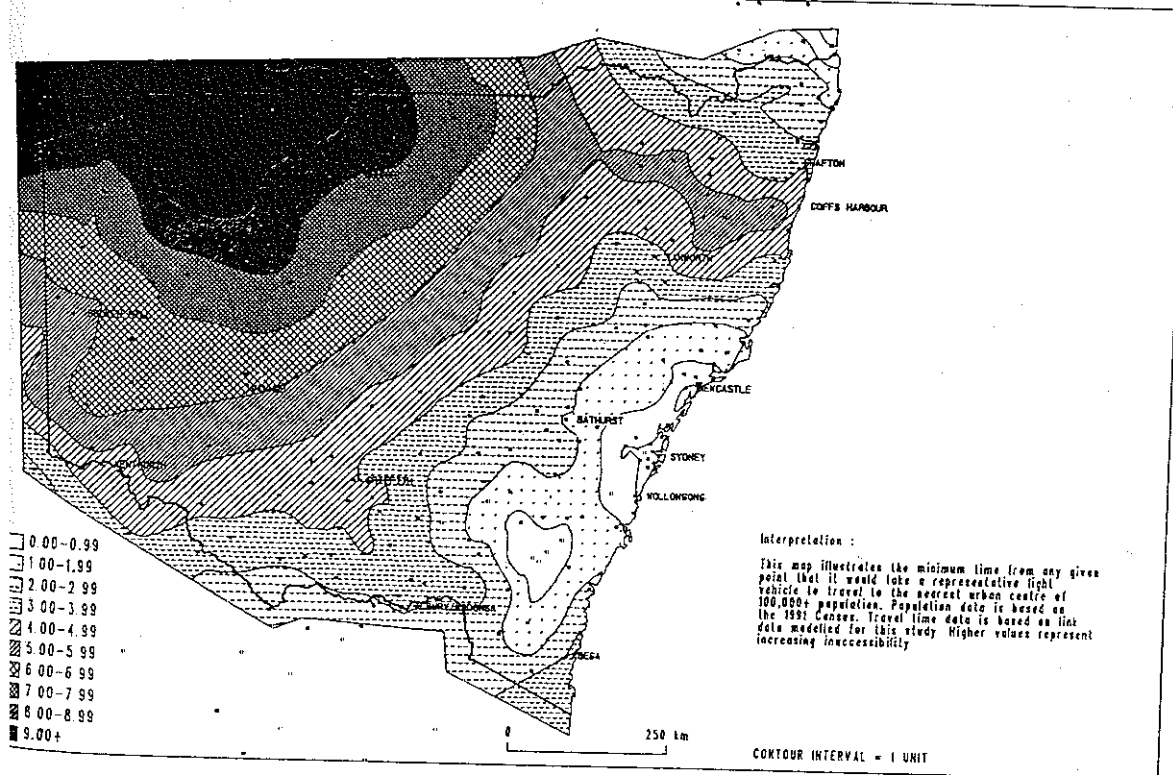 GRAFTON
COFFS HARBOUR
TAMWORTH
BROKEN HILL
NEWCASTLE
BATHURST
SYDNEY
WENTWORTH
GRIFFITH
WOLLONGONG
BEGA
0.00-0.99
1 00-1.99
2 00-2 99
3 00-3.99
4.00-4.99
5.00-5 99
6 00-6 99
7 00-7 99
8 00-8.99
9.00+
Interpretation :
This map illustrates the minimum time from any given
point that it would take a representative light
vehicle to travel to the nearest urban centre of
100,000+ population. Population data is based on
the 1991 Census. Travel time data is based on link
data modelled for this study Higher values represent
increasing inaccessibility
0 250 km
CONTOUR INTERVAL = 1 UNIT